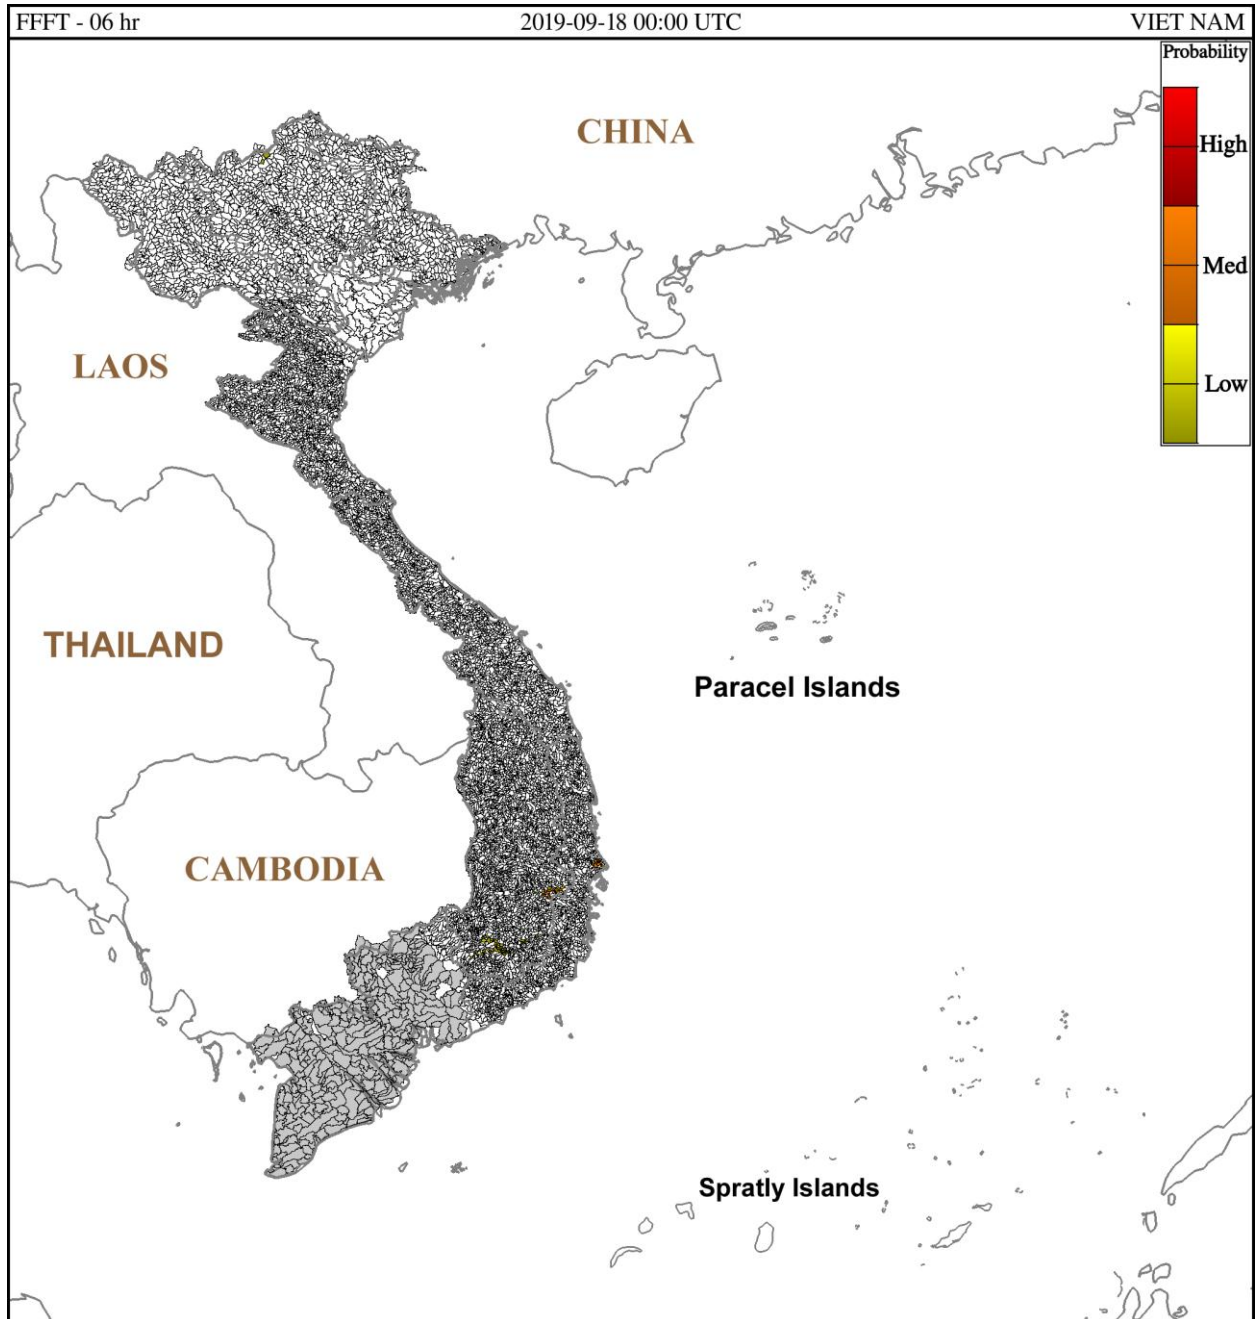 FFFT - 06 hr 2019-09-18 00:00 UTC VIET NAM
Probability
CHINA
High
Med
LAOS
Low
THAILAND
Paracel Islands
CAMBODIA
Spratly Islands